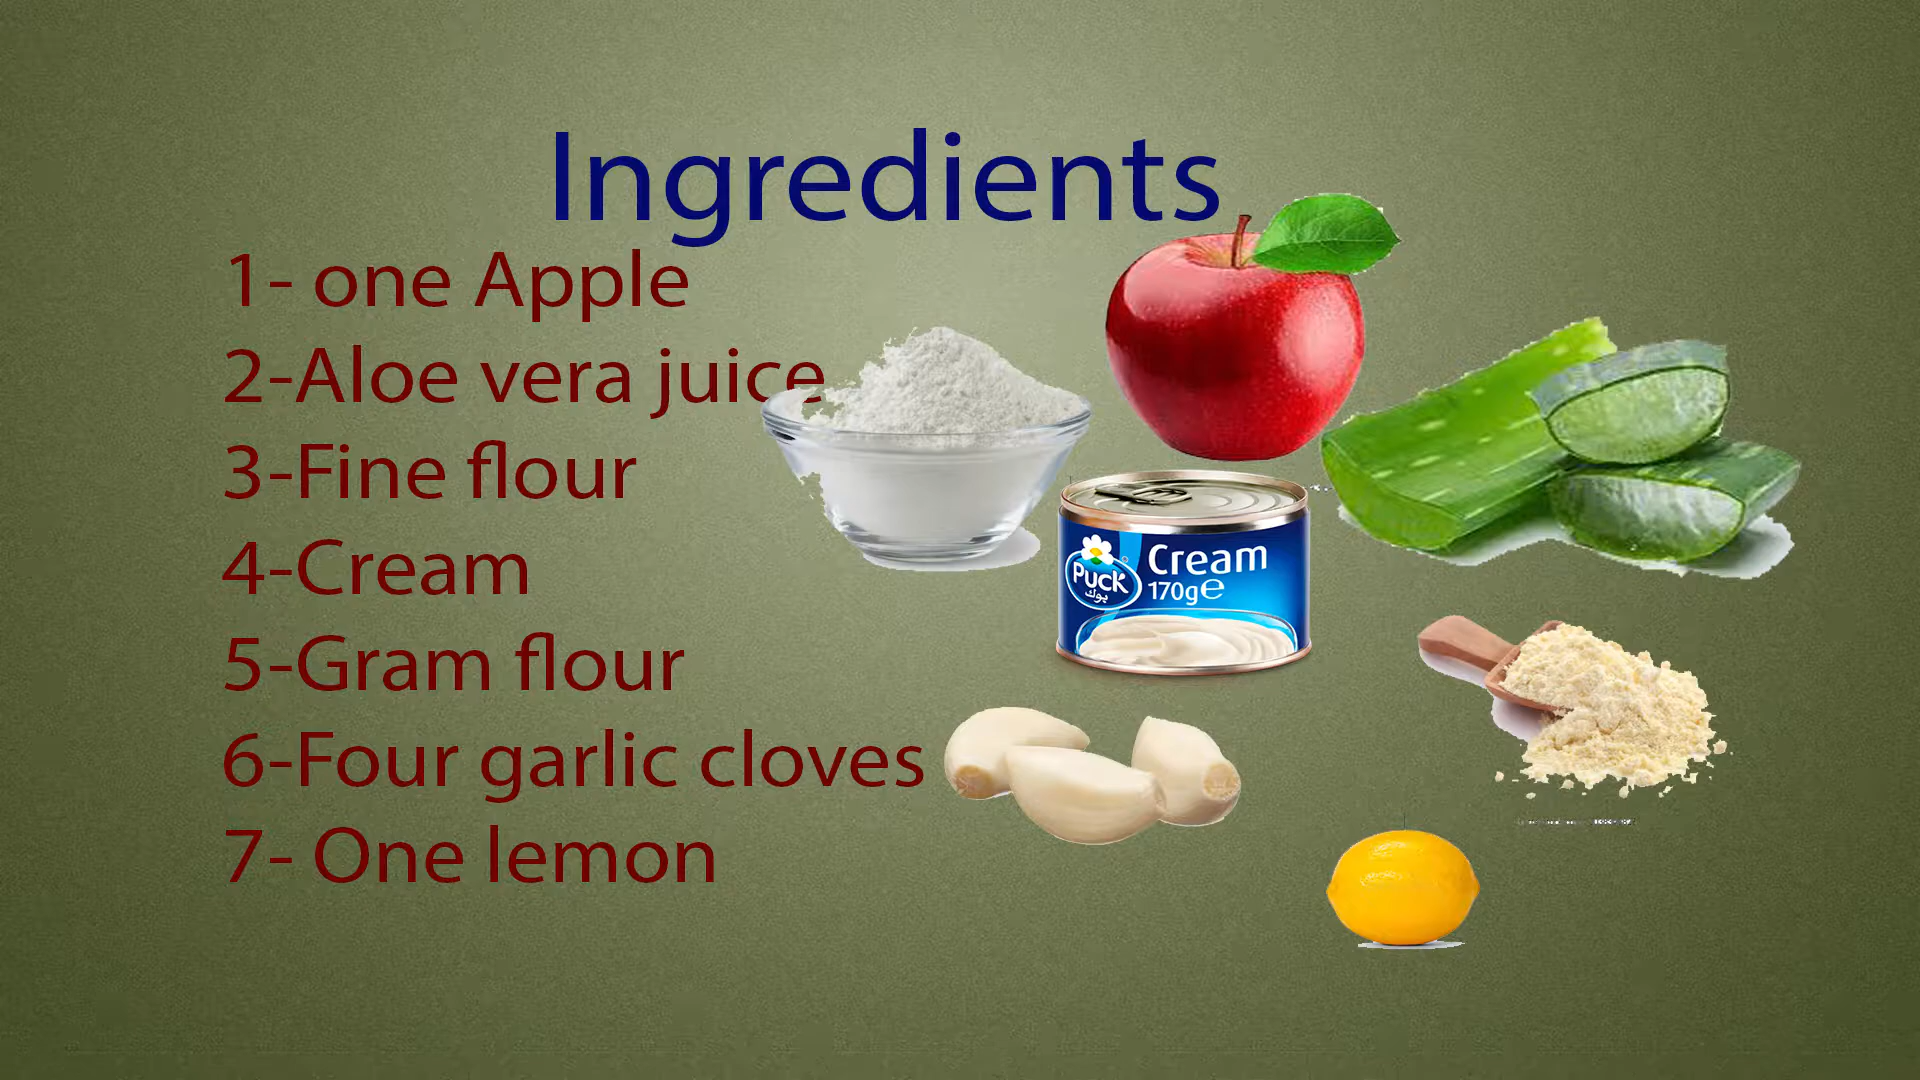 Ingredients
1- one Apple
2-Aloe vera juice
3-Fine flour
4-Cream
5-Gram flour
6-Four garlic cloves
7- One lemon
Cream
170g℮
PUCK
بوك